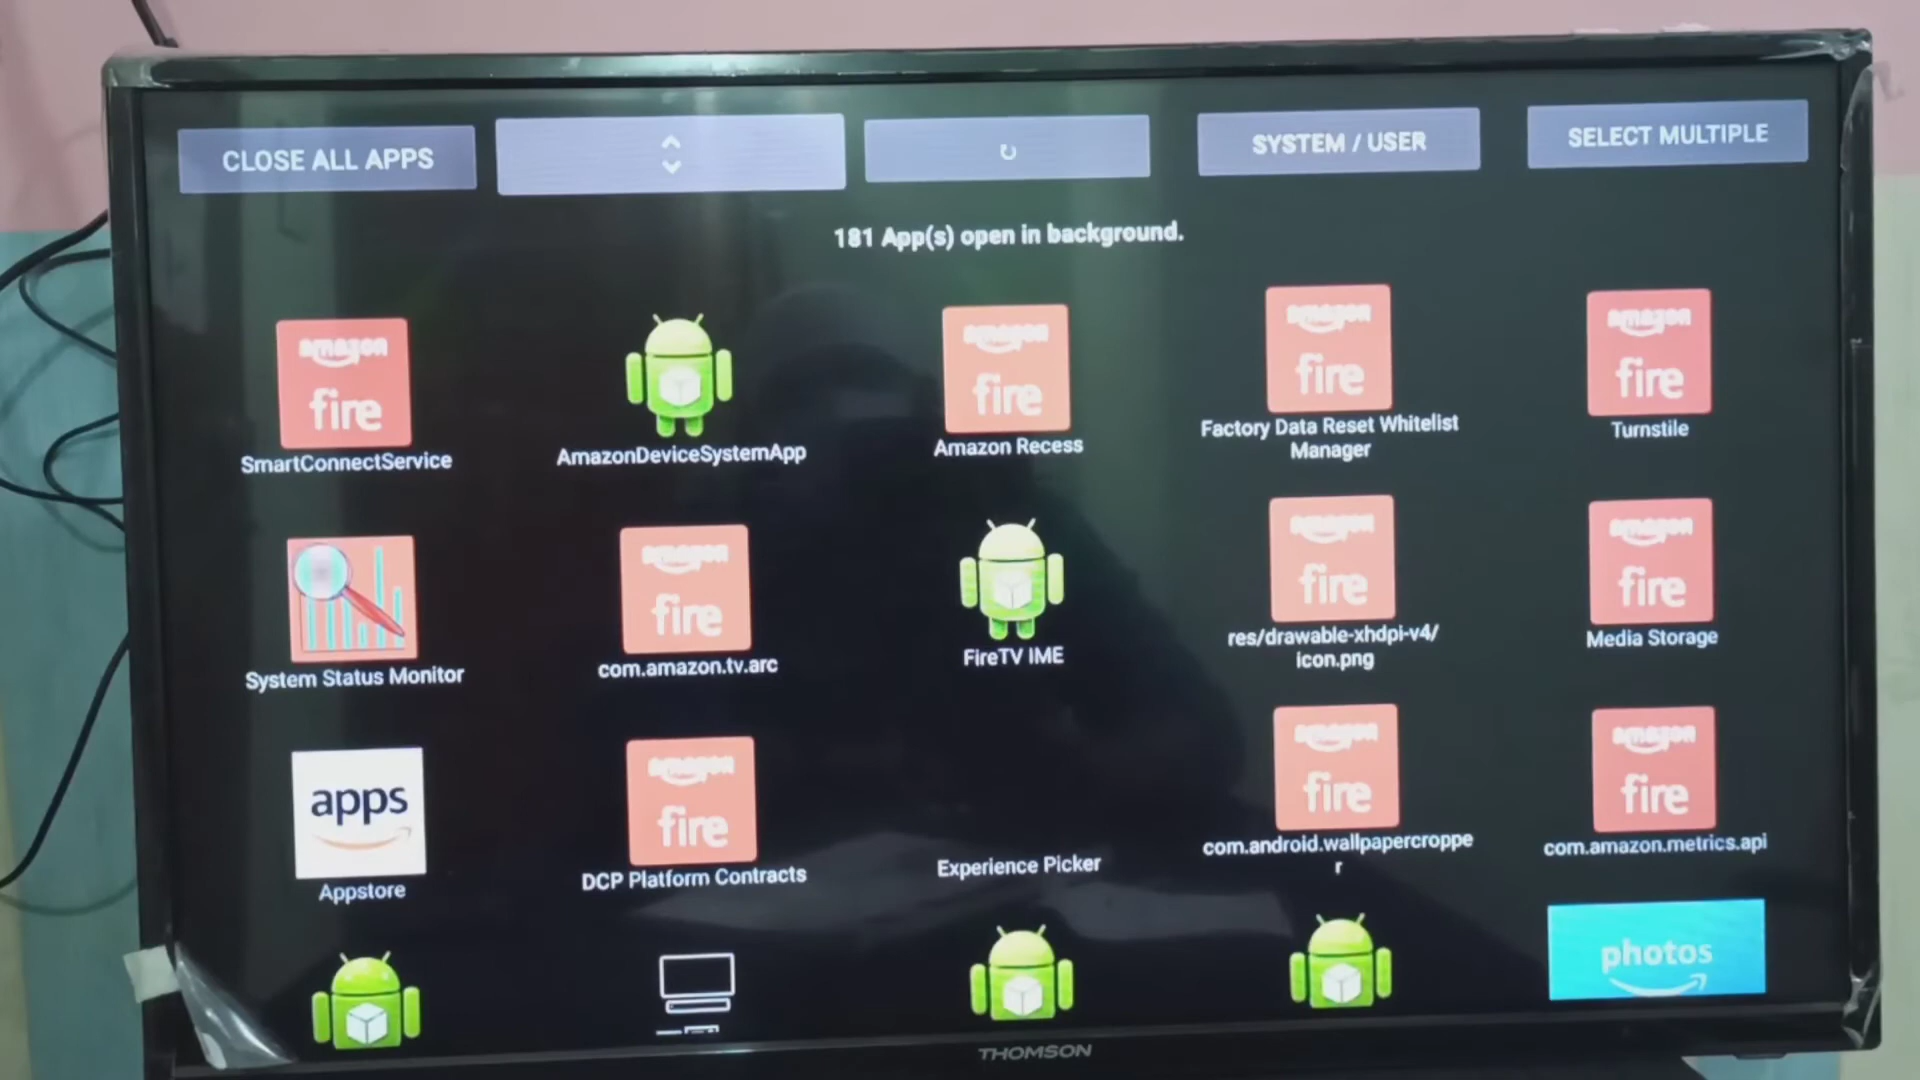 CLOSE ALL APPS
SYSTEM / USER
SELECT MULTIPLE
181 App(s) open in background.
amazon
fire
SmartConnectService
AmazonDeviceSystemApp
amazon
fire
Amazon Recess
amazon
fire
Factory Data Reset Whitelist
Manager
amazon
fire
Turnstile
System Status Monitor
amazon
fire
com.amazon.tv.arc
FireTV IME
amazon
fire
res/drawable-xhdpi-v4/
icon.png
amazon
fire
Media Storage
apps
Appstore
amazon
fire
DCP Platform Contracts
Experience Picker
amazon
fire
com.android.wallpapercroppe
r
amazon
fire
com.amazon.metrics.api
photos
THOMSON